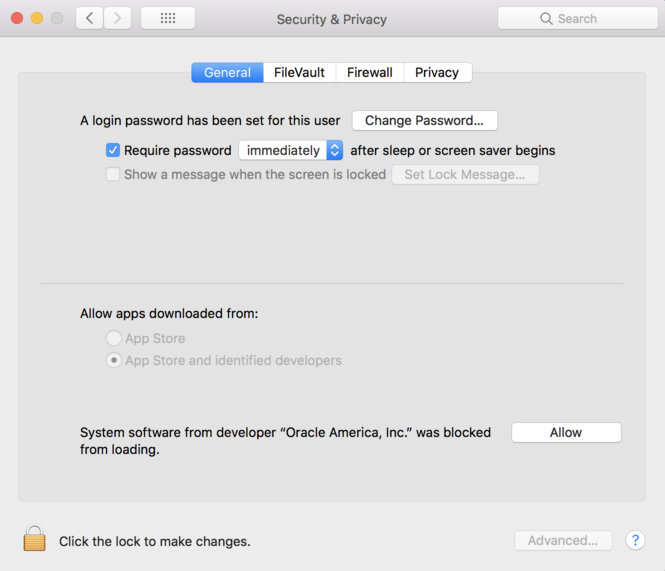 Security & Privacy
Search
General FileVault Firewall Privacy
A login password has been set for this user Change Password...
Require password immediately after sleep or screen saver begins
Show a message when the screen is locked Set Lock Message...
Allow apps downloaded from:
App Store
App Store and identified developers
System software from developer “Oracle America, Inc.” was blocked
from loading.
Allow
Click the lock to make changes.
Advanced...
?